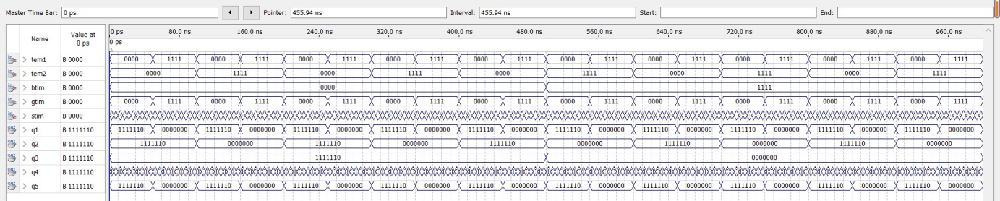 Master Time Bar: 0 ps Pointer: 455.94 ns Interval: 455.94 ns Start: End:
Name Value at 0 ps 0 ps 80.0 ns 160.0 ns 240.0 ns 320.0 ns 400.0 ns 480.0 ns 560.0 ns 640.0 ns 720.0 ns 800.0 ns 880.0 ns 960.0 ns
0 ps
tem1 B 0000 0000 1111 0000 1111 0000 1111 0000 1111 0000 1111 0000 1111 0000 1111 0000 1111 0000 1111 0000 1111
tem2 B 0000 0000 1111 0000 1111 0000 1111 0000 1111 0000 1111
btim B 0000 0000 1111
gtim B 0000 0000 1111 0000 1111 0000 1111 0000 1111 0000 1111 0000 1111 0000 1111 0000 1111 0000 1111 0000 1111
stim B 0000
out q1 B 1111110 1111110 0000000 1111110 0000000 1111110 0000000 1111110 0000000 1111110 0000000 1111110 0000000 1111110 0000000 1111110 0000000 1111110 0000000 1111110 0000000
out q2 B 1111110 1111110 0000000 1111110 0000000 1111110 0000000 1111110 0000000 1111110 0000000
out q3 B 1111110 1111110 0000000
out q4 B 1111110
out q5 B 1111110 1111110 0000000 1111110 0000000 1111110 0000000 1111110 0000000 1111110 0000000 1111110 0000000 1111110 0000000 1111110 0000000 1111110 0000000 1111110 0000000